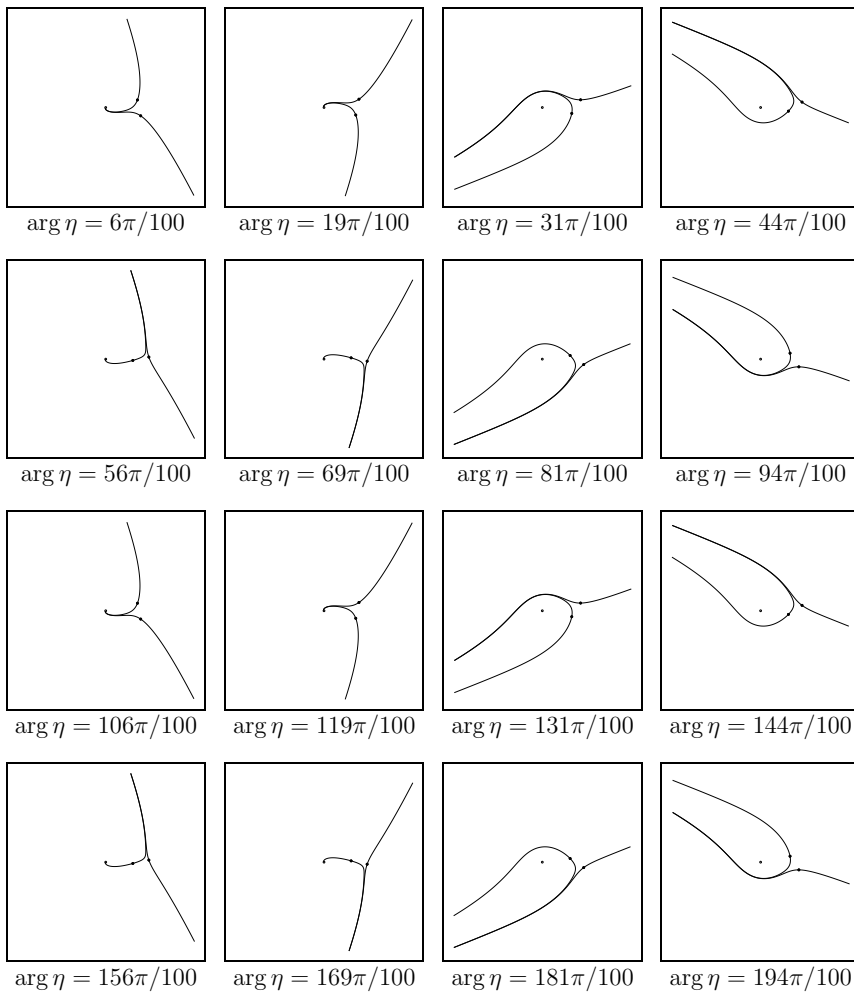 arg η = 6π/100 arg η = 19π/100 arg η = 31π/100 arg η = 44π/100
arg η = 56π/100 arg η = 69π/100 arg η = 81π/100 arg η = 94π/100
arg η = 106π/100 arg η = 119π/100 arg η = 131π/100 arg η = 144π/100
arg η = 156π/100 arg η = 169π/100 arg η = 181π/100 arg η = 194π/100